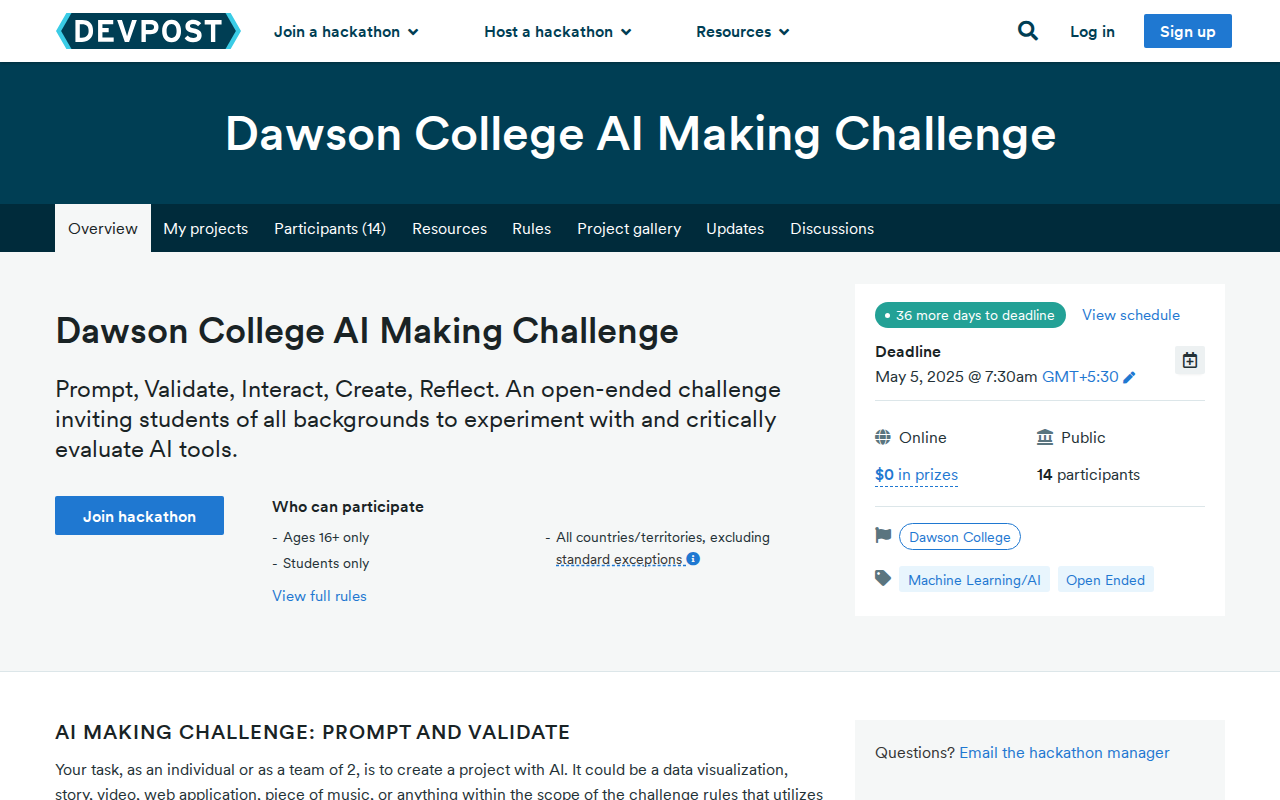 DEVPOST
Join a hackathon
Host a hackathon
Resources
Log in
Sign up
Dawson College AI Making Challenge
Overview
My projects
Participants (14)
Resources
Rules
Project gallery
Updates
Discussions
Dawson College AI Making Challenge
Prompt, Validate, Interact, Create, Reflect. An open-ended challenge
inviting students of all backgrounds to experiment with and critically
evaluate AI tools.
Join hackathon
Who can participate
- Ages 16+ only
- Students only
- All countries/territories, excluding
standard exceptions
View full rules
36 more days to deadline
View schedule
Deadline
May 5, 2025 @ 7:30am GMT+5:30
Online
Public
$0 in prizes
14 participants
Dawson College
Machine Learning/AI
Open Ended
AI MAKING CHALLENGE: PROMPT AND VALIDATE
Your task, as an individual or as a team of 2, is to create a project with AI. It could be a data visualization,
story, video, web application, piece of music, or anything within the scope of the challenge rules that utilizes
Questions? Email the hackathon manager